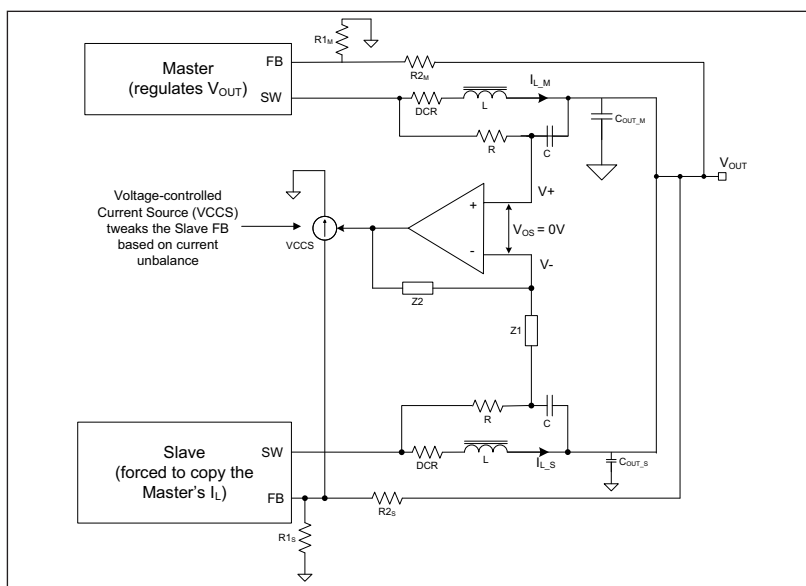 R1M
FB
Master
(regulates VOUT)
SW
R2M
IL_M
DCR
L
COUT_M
R
C
VOUT
V+
Voltage-controlled
Current Source (VCCS)
tweaks the Slave FB
based on current
unbalance
VCCS
+
-
VOS = 0V
V-
Z2
Z1
R
C
Slave
(forced to copy the
Master's IL)
SW
DCR
L
IL_S
COUT_S
FB
R2S
R1S